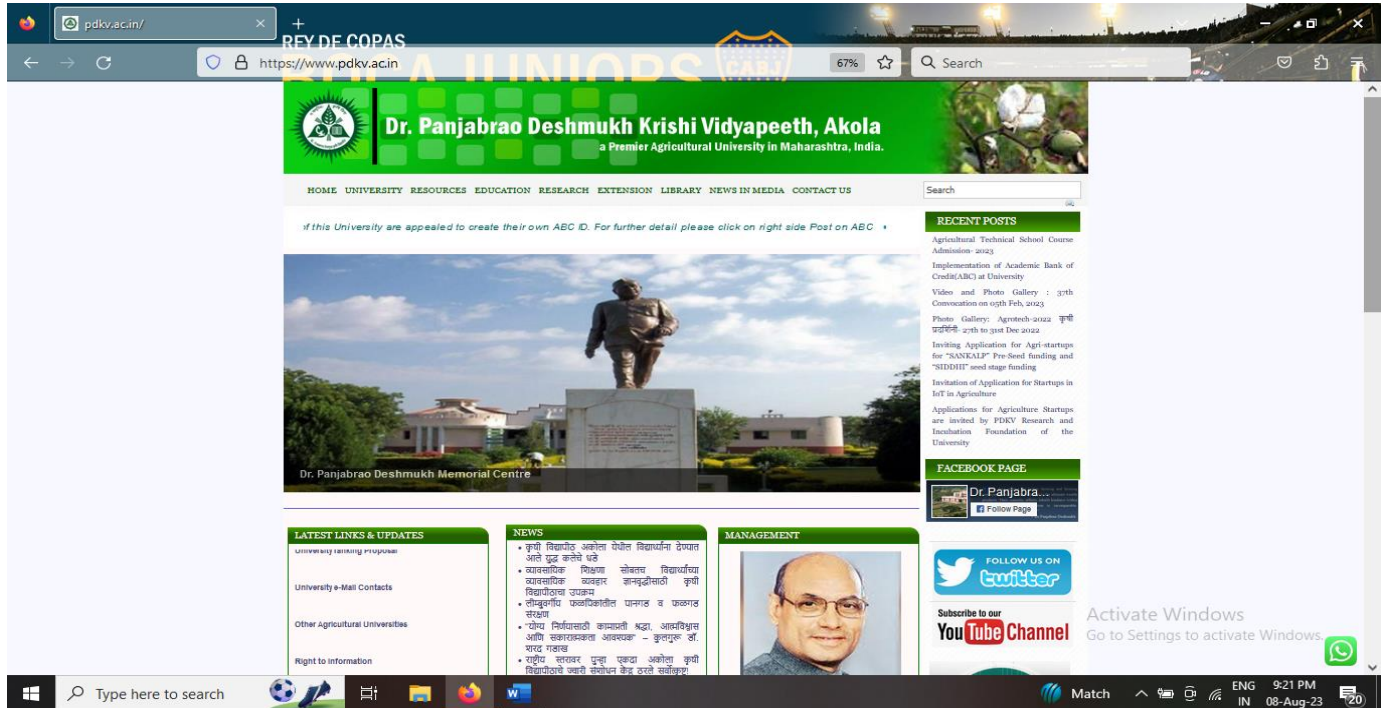 pdkv.ac.in/
REY DE COPAS
BOCA JUNIORS
CABJ
https://www.pdkv.ac.in
67%
Search
Dr. Panjabrao Deshmukh Krishi Vidyapeeth, Akola
a Premier Agricultural University in Maharashtra, India.
HOME UNIVERSITY RESOURCES EDUCATION RESEARCH EXTENSION LIBRARY NEWS IN MEDIA CONTACT US
Search
of this University are appealed to create their own ABC ID. For further detail please click on right side Post on ABC
Dr. Panjabrao Deshmukh Memorial Centre
RECENT POSTS
Agricultural Technical School Course
Admission- 2023
Implementation of Academic Bank of
Credit(ABC) at University
Video and Photo Gallery : 37th
Convocation on 05th Feb, 2023
Photo Gallery: Agrotech-2022 कृषी
प्रदर्शिनी- 27th to 31st Dec 2022
Inviting Application for Agri-startups
for "SANKALP" Pre-Seed funding and
"SIDDHI" seed stage funding
Invitation of Application for Startups in
IoT in Agriculture
Applications for Agriculture Startups
are invited by PDKV Research and
Incubation Foundation of the
University
FACEBOOK PAGE
Dr. Panjabra...
Follow Page
FOLLOW US ON
twitter
Subscribe to our
YouTube Channel
LATEST LINKS & UPDATES
University ranking Proposal
University e-Mail Contacts
Other Agricultural Universities
Right to Information
NEWS
• कृषी विद्यापीठ अकोला येथील विद्यार्थ्यांना देण्यात
आले युद्ध कलेचे धडे
• व्यावसायिक शिक्षणा सोबतच विद्यार्थ्यांच्या
व्यावसायिक व्यवहार ज्ञानवृद्धीसाठी कृषी
विद्यापीठाचा उपक्रम
• लीम्बुवर्गीय फळपिकांतील पानगळ व फळगळ
संरक्षण
• "योग्य निर्णयासाठी कामाप्रती श्रद्धा, आत्मविश्वास
आणि सकारात्मकता आवश्यक" – कुलगुरू डॉ.
शरद गडाख
• राष्ट्रीय स्तरावर पुन्हा एकदा अकोला कृषी
विद्यापीठाचे ज्वारी संशोधन केंद्र ठरले सर्वोत्कृष्ट!
MANAGEMENT
Activate Windows
Go to Settings to activate Windows.
Type here to search
Match
ENG
IN
9:21 PM
08-Aug-23
20